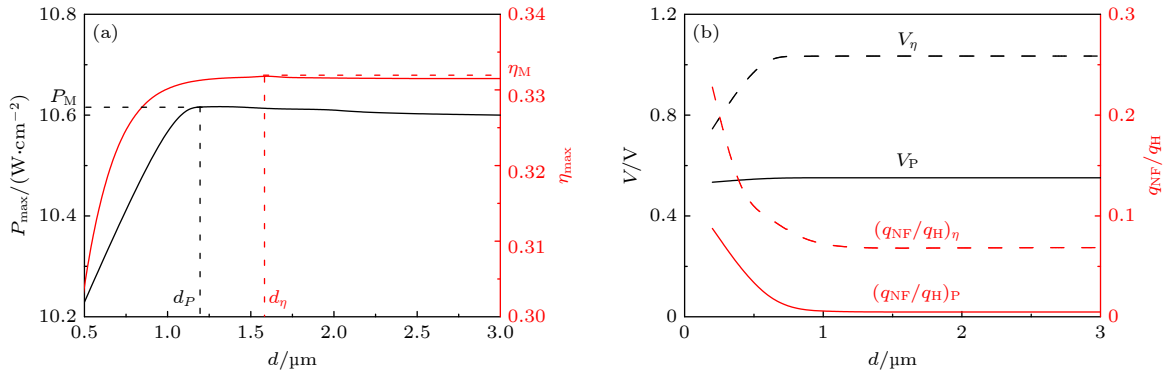 (a)
10.8
10.6
10.4
10.2
P_M
P_max/(W·cm⁻²)
0.34
0.33
0.32
0.31
0.30
η_M
η_max
d_P
d_η
0.5
1.0
1.5
2.0
2.5
3.0
d/µm
(b)
1.2
0.8
0.4
0
V/V
V_η
V_P
(q_NF/q_H)_η
(q_NF/q_H)_P
0.3
0.2
0.1
0
q_NF/q_H
0
1
2
3
d/µm